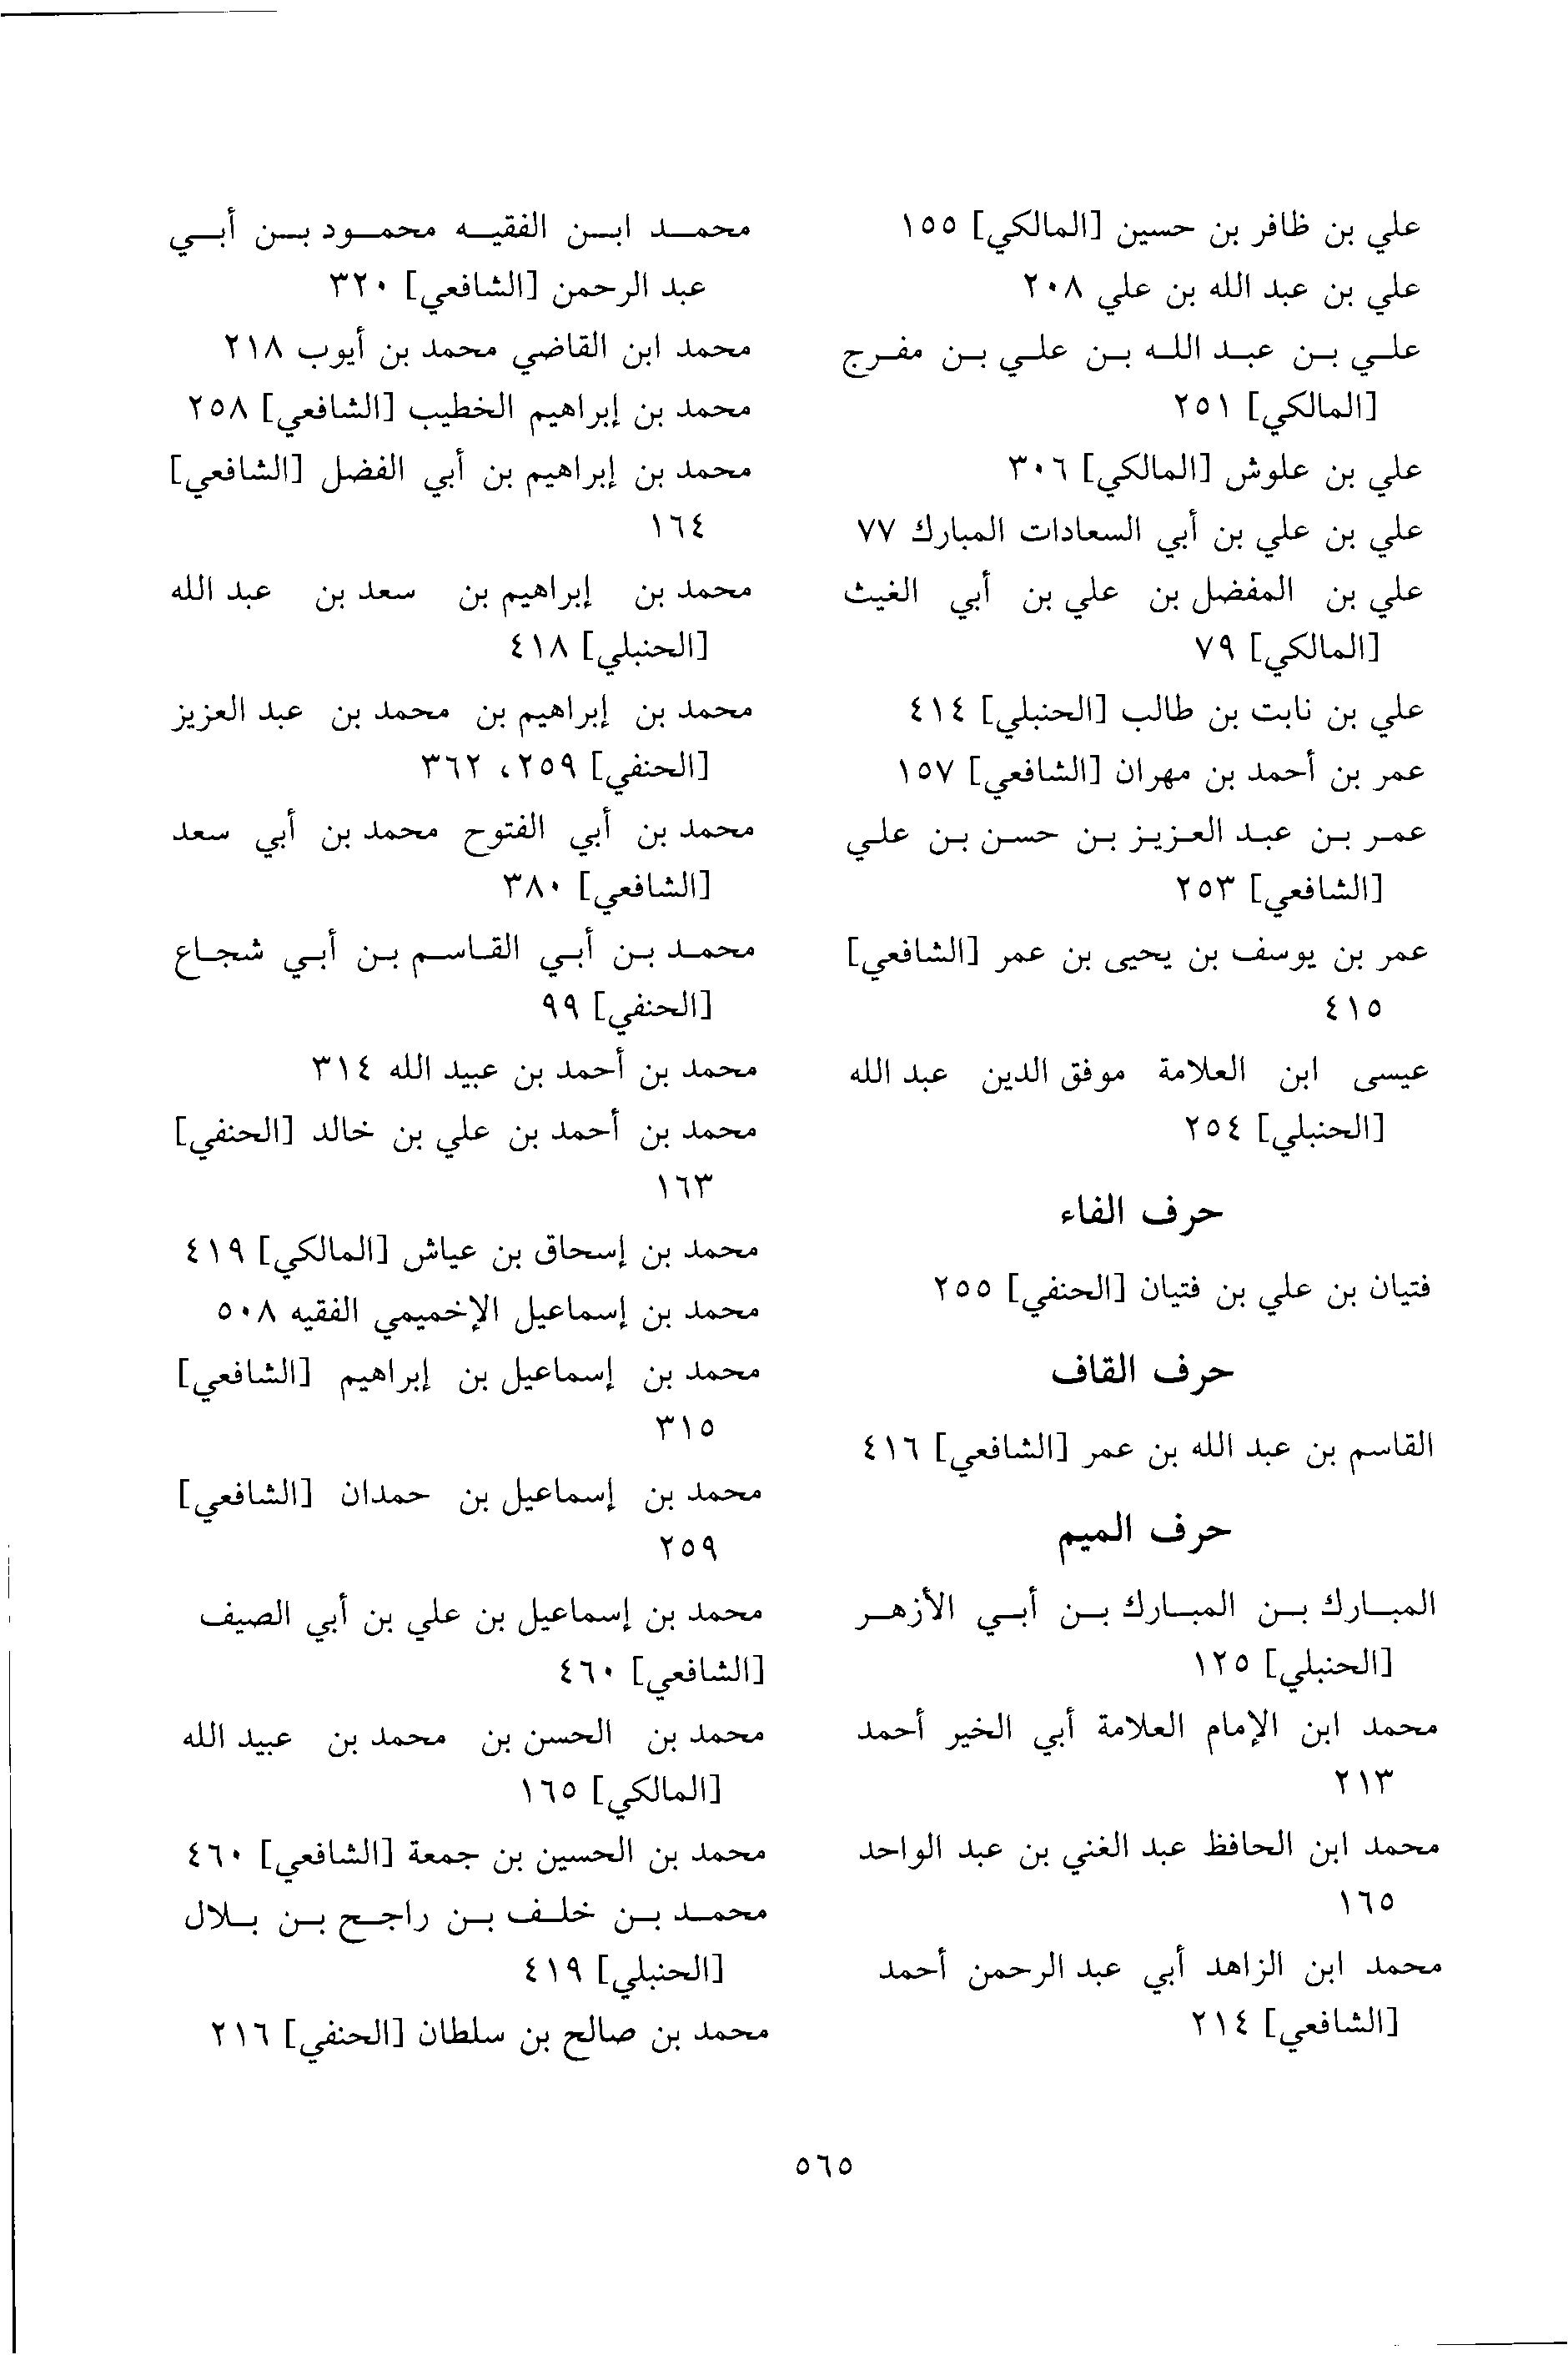 علي بن ظافر بن حسين [المالكي] ١٥٥
علي بن عبد الله بن علي ٢٠٨
علي بن عبد الله بن علي بن مفرج
[المالكي] ٢٥١
علي بن علوش [المالكي] ٣٠٦
علي بن علي بن أبي السعادات المبارك ٧٧
علي بن المفضل بن علي بن أبي الغيث
[المالكي] ٧٩
علي بن نابت بن طالب [الحنبلي] ٤١٤
عمر بن أحمد بن مهران [الشافعي] ١٥٧
عمر بن عبد العزيز بن حسن بن علي
[الشافعي] ٢٥٣
عمر بن يوسف بن يحيى بن عمر [الشافعي]
٤١٥
عيسى ابن العلامة موفق الدين عبد الله
[الحنبلي] ٢٥٤
حرف الفاء
فتيان بن علي بن فتيان [الحنفي] ٢٥٥
حرف القاف
القاسم بن عبد الله بن عمر [الشافعي] ٤١٦
حرف الميم
المبارك بن المبارك بن أبي الأزهر
[الحنبلي] ١٢٥
محمد ابن الإمام العلامة أبي الخير أحمد
٢١٣
محمد ابن الحافظ عبد الغني بن عبد الواحد
١٦٥
محمد ابن الزاهد أبي عبد الرحمن أحمد
[الشافعي] ٢١٤
محمد ابن الفقيه محمود بن أبي
عبد الرحمن [الشافعي] ٣٢٠
محمد ابن القاضي محمد بن أيوب ٢١٨
محمد بن إبراهيم الخطيب [الشافعي] ٢٥٨
محمد بن إبراهيم بن أبي الفضل [الشافعي]
١٦٤
محمد بن إبراهيم بن سعد بن عبد الله
[الحنبلي] ٤١٨
محمد بن إبراهيم بن محمد بن عبد العزيز
[الحنفي] ٢٥٩، ٣٦٢
محمد بن أبي الفتوح محمد بن أبي سعد
[الشافعي] ٣٨٠
محمد بن أبي القاسم بن أبي شجاع
[الحنفي] ٩٩
محمد بن أحمد بن عبيد الله ٣١٤
محمد بن أحمد بن علي بن خالد [الحنفي]
١٦٣
محمد بن إسحاق بن عياش [المالكي] ٤١٩
محمد بن إسماعيل الإخميمي الفقيه ٥٠٨
محمد بن إسماعيل بن إبراهيم [الشافعي]
٣١٥
محمد بن إسماعيل بن حمدان [الشافعي]
٢٥٩
محمد بن إسماعيل بن علي بن أبي الصيف
[الشافعي] ٤٦٠
محمد بن الحسن بن محمد بن عبيد الله
[المالكي] ١٦٥
محمد بن الحسين بن جمعة [الشافعي] ٤٦٠
محمد بن خلف بن راجح بن بلال
[الحنبلي] ٤١٩
محمد بن صالح بن سلطان [الحنفي] ٢١٦
٥٦٥